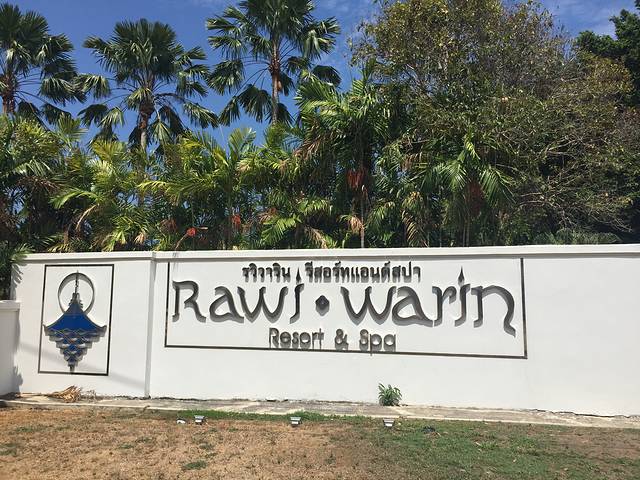 รวิวาริน รีสอร์ทแอนด์สปา
Rawi • warin
Resort & Spa